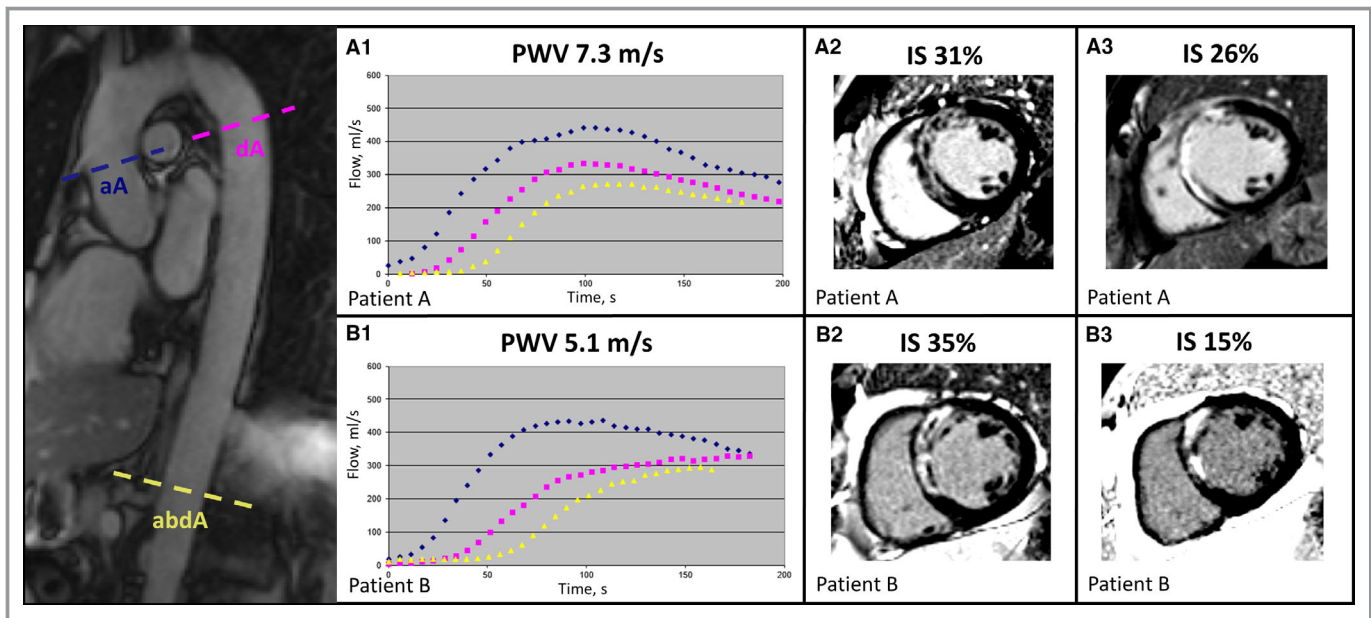 aA
dA
abdA
A1
PWV 7.3 m/s
600
500
400
300
200
100
0
Flow, ml/s
0
50
100
150
200
Time, s
Patient A
A2
IS 31%
Patient A
A3
IS 26%
Patient A
B1
PWV 5.1 m/s
600
500
400
300
200
100
0
Flow, ml/s
0
50
100
150
200
Time, s
Patient B
B2
IS 35%
Patient B
B3
IS 15%
Patient B